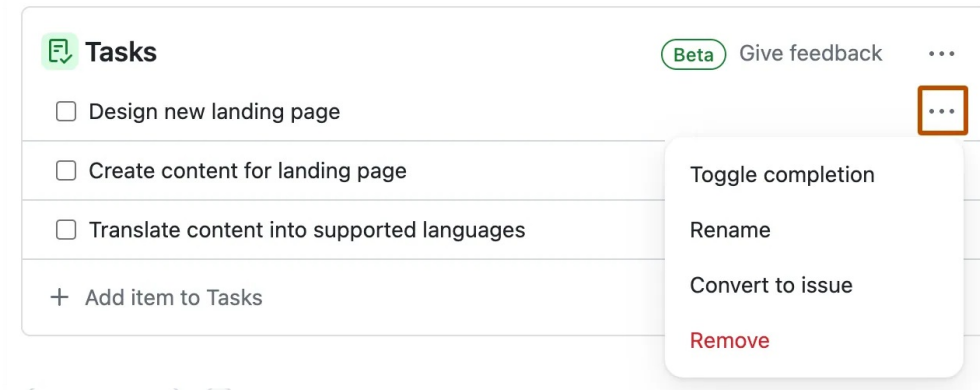 Tasks
Beta Give feedback
Design new landing page
Create content for landing page
Translate content into supported languages
+ Add item to Tasks
Toggle completion
Rename
Convert to issue
Remove